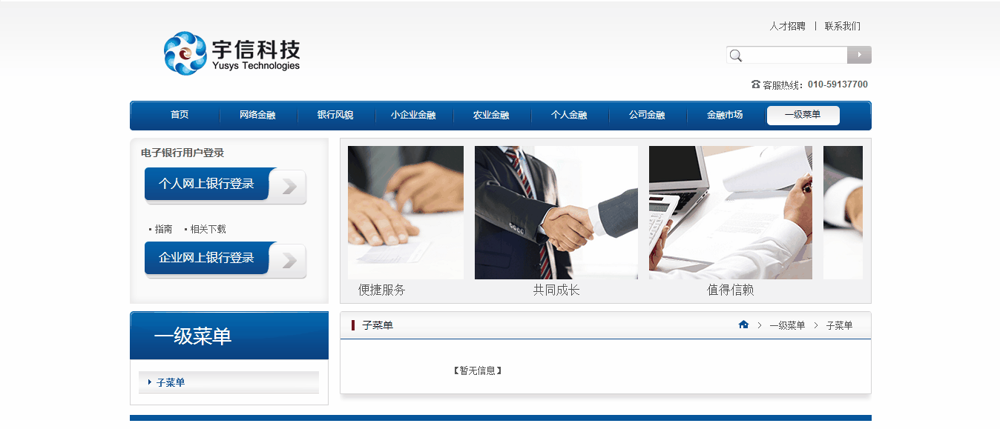 人才招聘 | 联系我们
宇信科技
Yusys Technologies
客服热线：010-59137700
首页 网络金融 银行风貌 小企业金融 农业金融 个人金融 公司金融 金融市场 一级菜单
电子银行用户登录
个人网上银行登录
指南 相关下载
企业网上银行登录
便捷服务 共同成长 值得信赖
一级菜单
子菜单
子菜单
一级菜单 > 子菜单
【暂无信息】